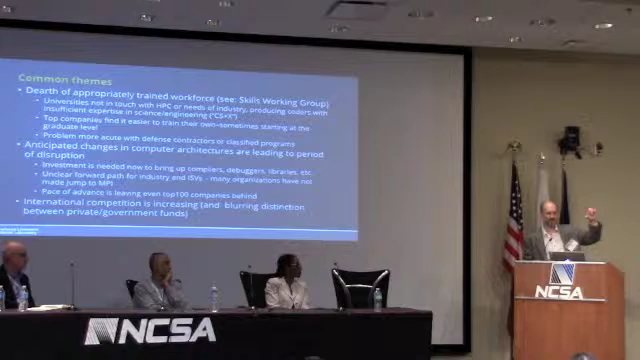 Common themes
• Dearth of appropriately trained workforce (see: Skills Working Group)
• Universities not in touch with HPC or needs of industry, producing coders with
insufficient expertise in science/engineering ("CS+X")
• Top companies find it easier to train their own–sometimes starting at the
graduate level
• Problem more acute with defense contractors or classified programs
• Anticipated changes in computer architectures are leading to period
of disruption
• Investment is needed now to bring up compilers, debuggers, libraries, etc.
• Unclear forward path for industry and ISVs - many organizations have not
made jump to MPI
• Pace of advance is leaving even top100 companies behind
• International competition is increasing (and blurring distinction
between private/government funds)
NCSA
NCSA